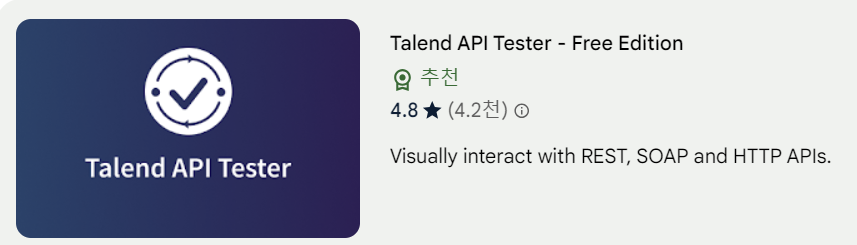 Talend API Tester
Talend API Tester - Free Edition
추천
4.8 ★ (4.2천)
Visually interact with REST, SOAP and HTTP APIs.